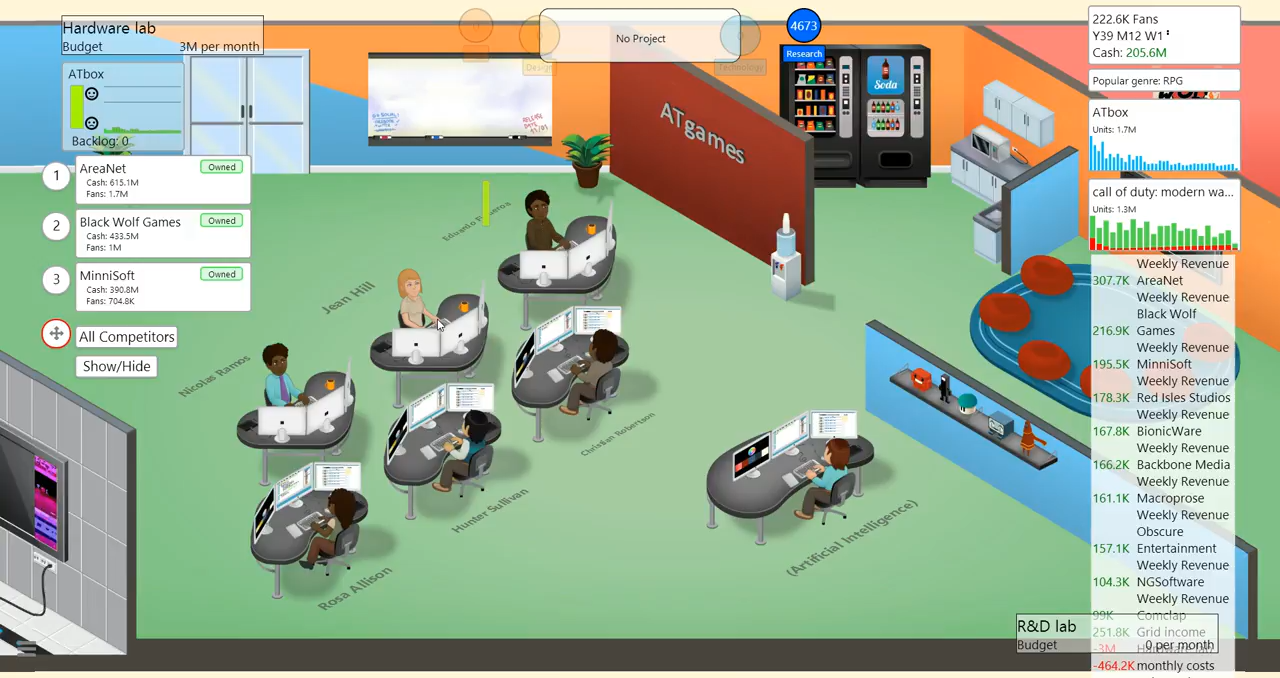 Hardware lab
Budget 3M per month
ATbox
Backlog: 0
1
AreaNet
Owned
Cash: 615.1M
Fans: 1.7M
2
Black Wolf Games
Owned
Cash: 433.5M
Fans: 1M
3
MinniSoft
Owned
Cash: 390.8M
Fans: 704.8K
All Competitors
Show/Hide
No Project
4673
Research
Technology
RELEASE DATE
ATgames
Soda
Nicolas Ramos
Jean Hill
Rosa Allison
Hunter Sullivan
Christian Robertson
(Artificial Intelligence)
222.6K Fans
Y39 M12 W1
Cash: 205.6M
Popular genre: RPG
ATbox
Units: 1.7M
call of duty: modern wa...
Units: 1.3M
Weekly Revenue
307.7K AreaNet
Weekly Revenue
Black Wolf
216.9K Games
Weekly Revenue
195.5K MinniSoft
Weekly Revenue
178.3K Red Isles Studios
Weekly Revenue
167.8K BionicWare
Weekly Revenue
166.2K Backbone Media
Weekly Revenue
161.1K Macroprose
Weekly Revenue
Obscure
157.1K Entertainment
Weekly Revenue
104.3K NGSoftware
Weekly Revenue
99K Comclap
251.8K Grid income
-3M Hardware lab
-464.2K monthly costs
R&D lab
Budget 0 per month